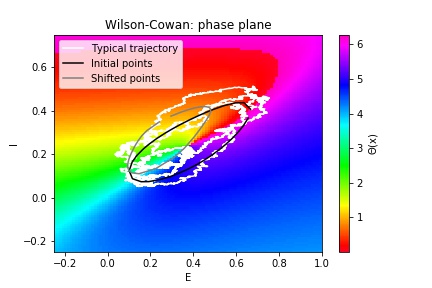 Wilson-Cowan: phase plane
Typical trajectory
Initial points
Shifted points
0.6
0.4
0.2
0.0
−0.2
I
−0.2 0.0 0.2 0.4 0.6 0.8 1.0
E
6
5
4
3
2
1
Θ(x)